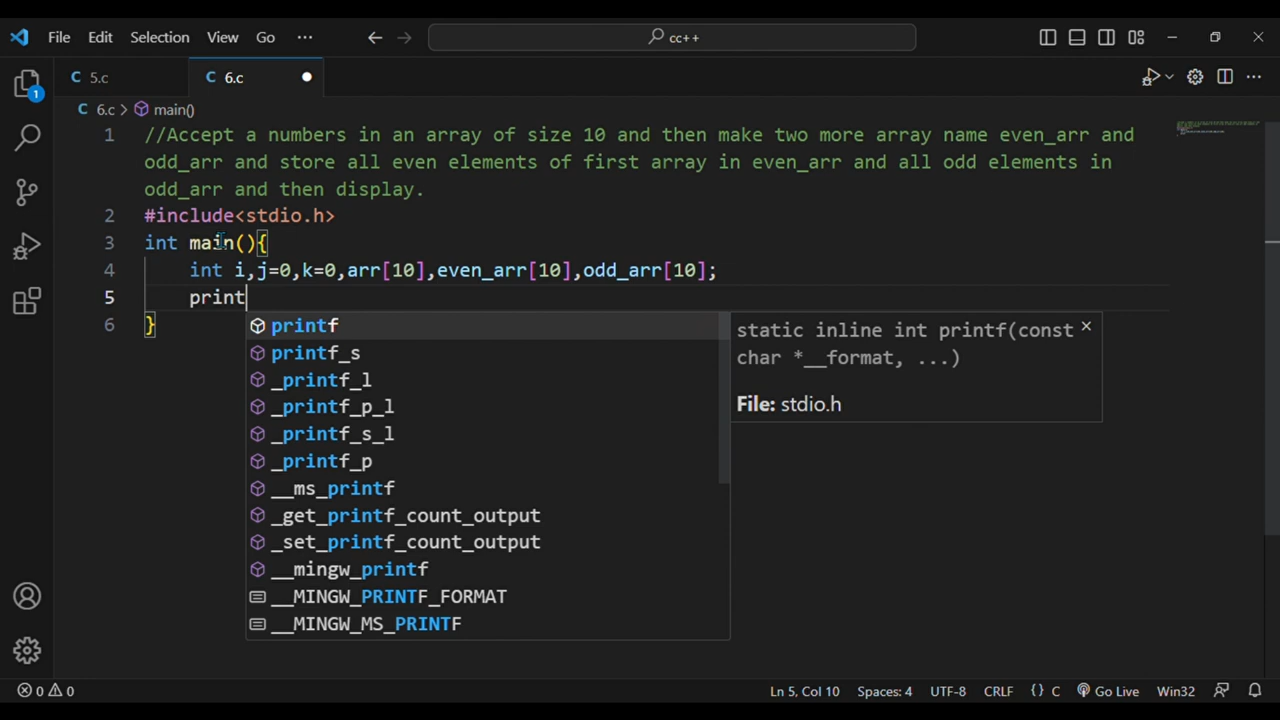 File Edit Selection View Go ··· cc++
5.c 6.c
6.c > main()
1 //Accept a numbers in an array of size 10 and then make two more array name even_arr and
odd_arr and store all even elements of first array in even_arr and all odd elements in
odd_arr and then display.
2 #include<stdio.h>
3 int main(){
4 int i,j=0,k=0,arr[10],even_arr[10],odd_arr[10];
5 print
6 }
printf
printf_s
_printf_l
_printf_p_l
_printf_s_l
_printf_p
__ms_printf
_get_printf_count_output
_set_printf_count_output
__mingw_printf
__MINGW_PRINTF_FORMAT
__MINGW_MS_PRINTF
static inline int printf(const
char *__format, ...)
File: stdio.h
1
0 0 Ln 5, Col 10 Spaces: 4 UTF-8 CRLF {} C Go Live Win32